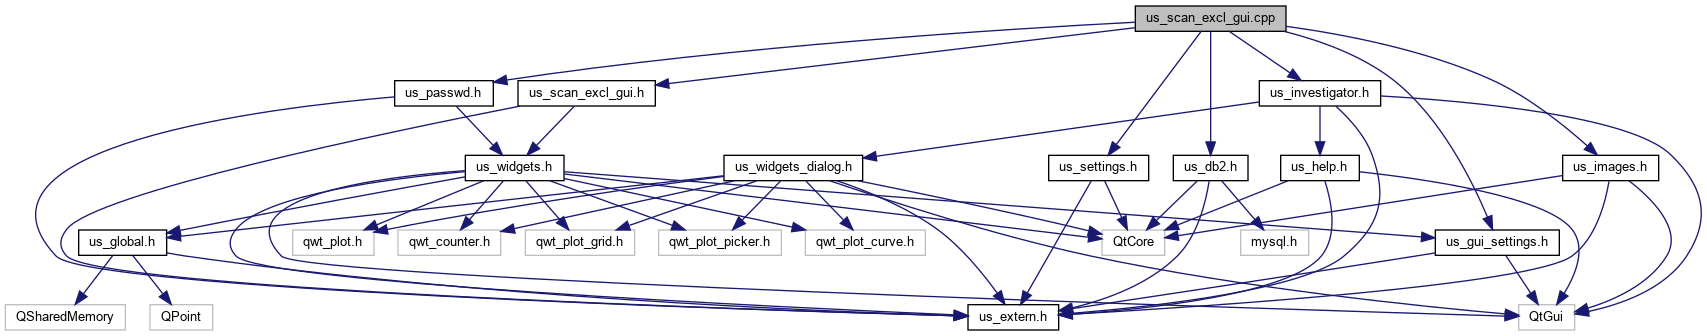 us_scan_excl_gui.cpp
us_passwd.h
us_scan_excl_gui.h
us_investigator.h
us_widgets.h
us_widgets_dialog.h
us_settings.h
us_db2.h
us_help.h
us_images.h
us_global.h
qwt_plot.h
qwt_counter.h
qwt_plot_grid.h
qwt_plot_picker.h
qwt_plot_curve.h
QtCore
mysql.h
us_gui_settings.h
QSharedMemory
QPoint
us_extern.h
QtGui